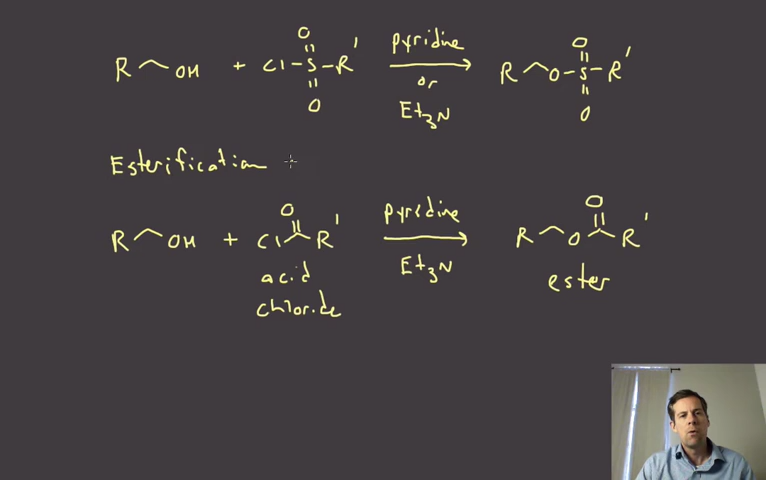 O O
R OH + Cl-S-R' pyridine R O-S-R'
or
O Et3N O
Esterification
O O
R OH + Cl R' pyridine R O R'
Et3N
acid ester
chloride